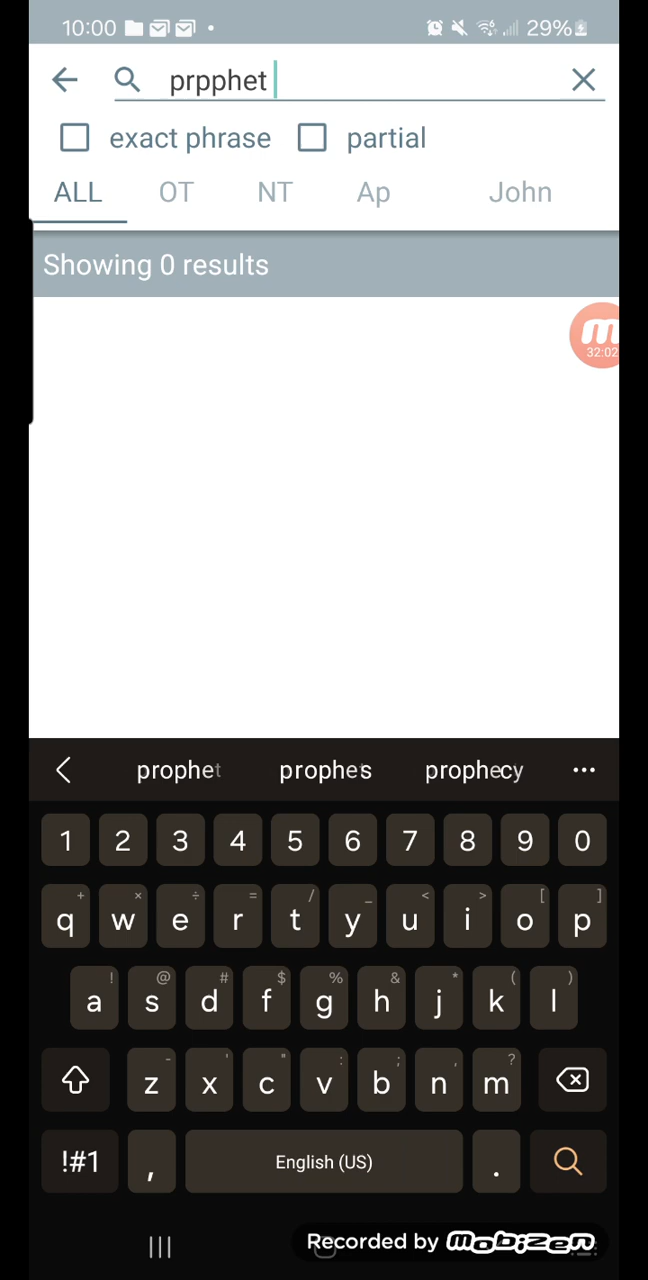 10:00 29%
prpphet
exact phrase partial
ALL OT NT Ap John
Showing 0 results
m
32:02
prophet prophets prophecy ...
1 2 3 4 5 6 7 8 9 0
+ × ÷ = / _ < > [ ]
q w e r t y u i o p
! @ # $ % & * ( )
a s d f g h j k l
- ' " : ; , ?
z x c v b n m
!#1 , English (US) .
Recorded by mobizen